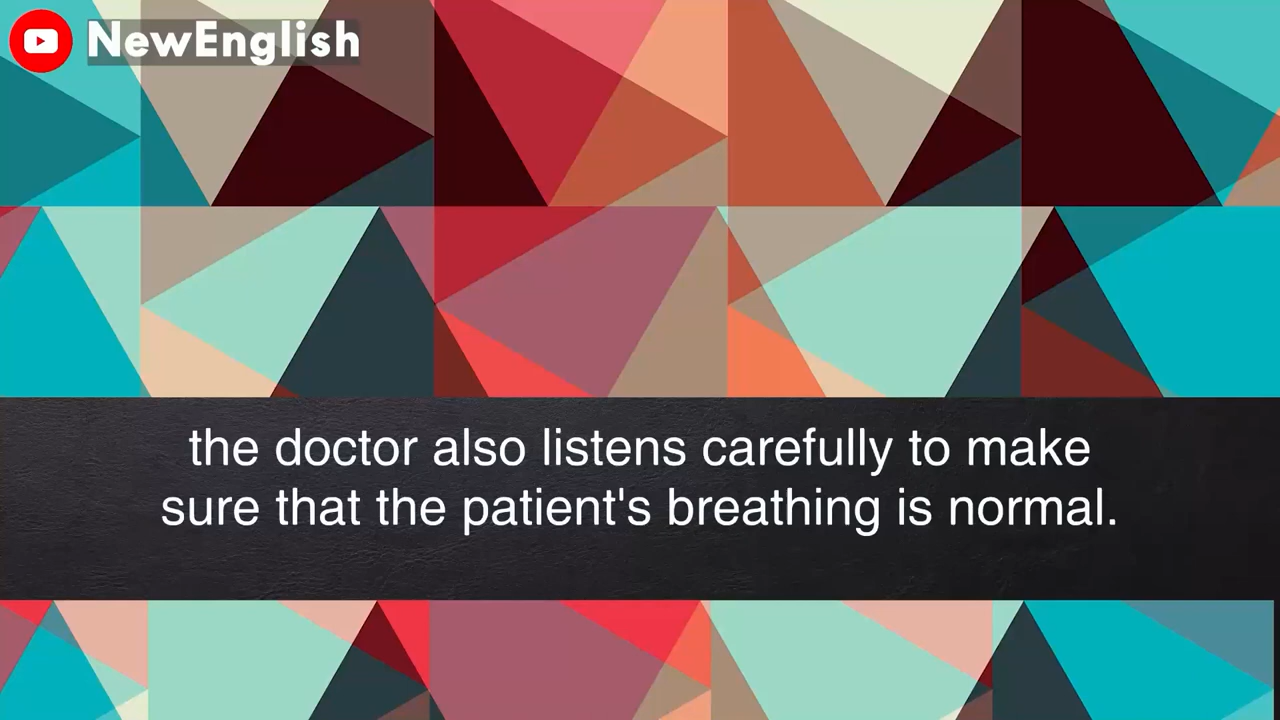 NewEnglish
the doctor also listens carefully to make
sure that the patient's breathing is normal.